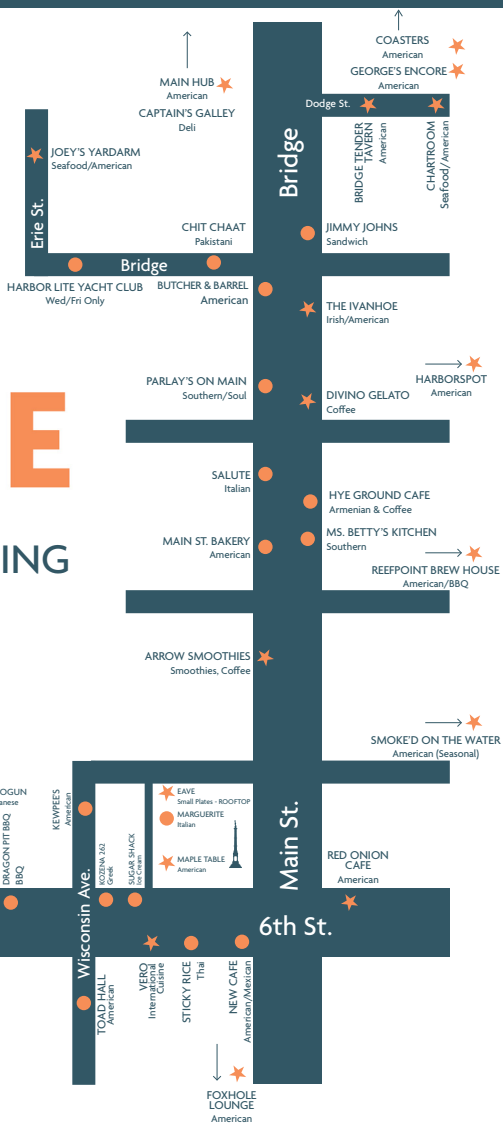 COASTERS
American
GEORGE'S ENCORE
American
MAIN HUB
American
CAPTAIN'S GALLEY
Deli
Dodge St.
BRIDGE TENDER
TAVERN
American
CHARTROOM
Seafood/American
Bridge
JOEY'S YARDARM
Seafood/American
Erie St.
CHIT CHAAT
Pakistani
JIMMY JOHNS
Sandwich
Bridge
HARBOR LITE YACHT CLUB
Wed/Fri Only
BUTCHER & BARREL
American
THE IVANHOE
Irish/American
HARBORSPOT
American
PARLAY'S ON MAIN
Southern/Soul
DIVINO GELATO
Coffee
E
SALUTE
Italian
HYE GROUND CAFE
Armenian & Coffee
MS. BETTY'S KITCHEN
Southern
MAIN ST. BAKERY
American
ING
REEFPOINT BREW HOUSE
American/BBQ
ARROW SMOOTHIES
Smoothies, Coffee
SMOKE'D ON THE WATER
American (Seasonal)
OGUN
anese
DRAGON PIT BBQ
BBQ
KEWPEE'S
American
EAVE
Small Plates - ROOFTOP
MARGUERITE
Italian
MAPLE TABLE
American
KOZENA 262
Greek
SUGAR SHACK
Ice Cream
Main St.
RED ONION
CAFE
American
Wisconsin Ave.
6th St.
TOAD HALL
American
VERO
International
Cuisine
STICKY RICE
Thai
NEW CAFE
American/Mexican
FOXHOLE
LOUNGE
American